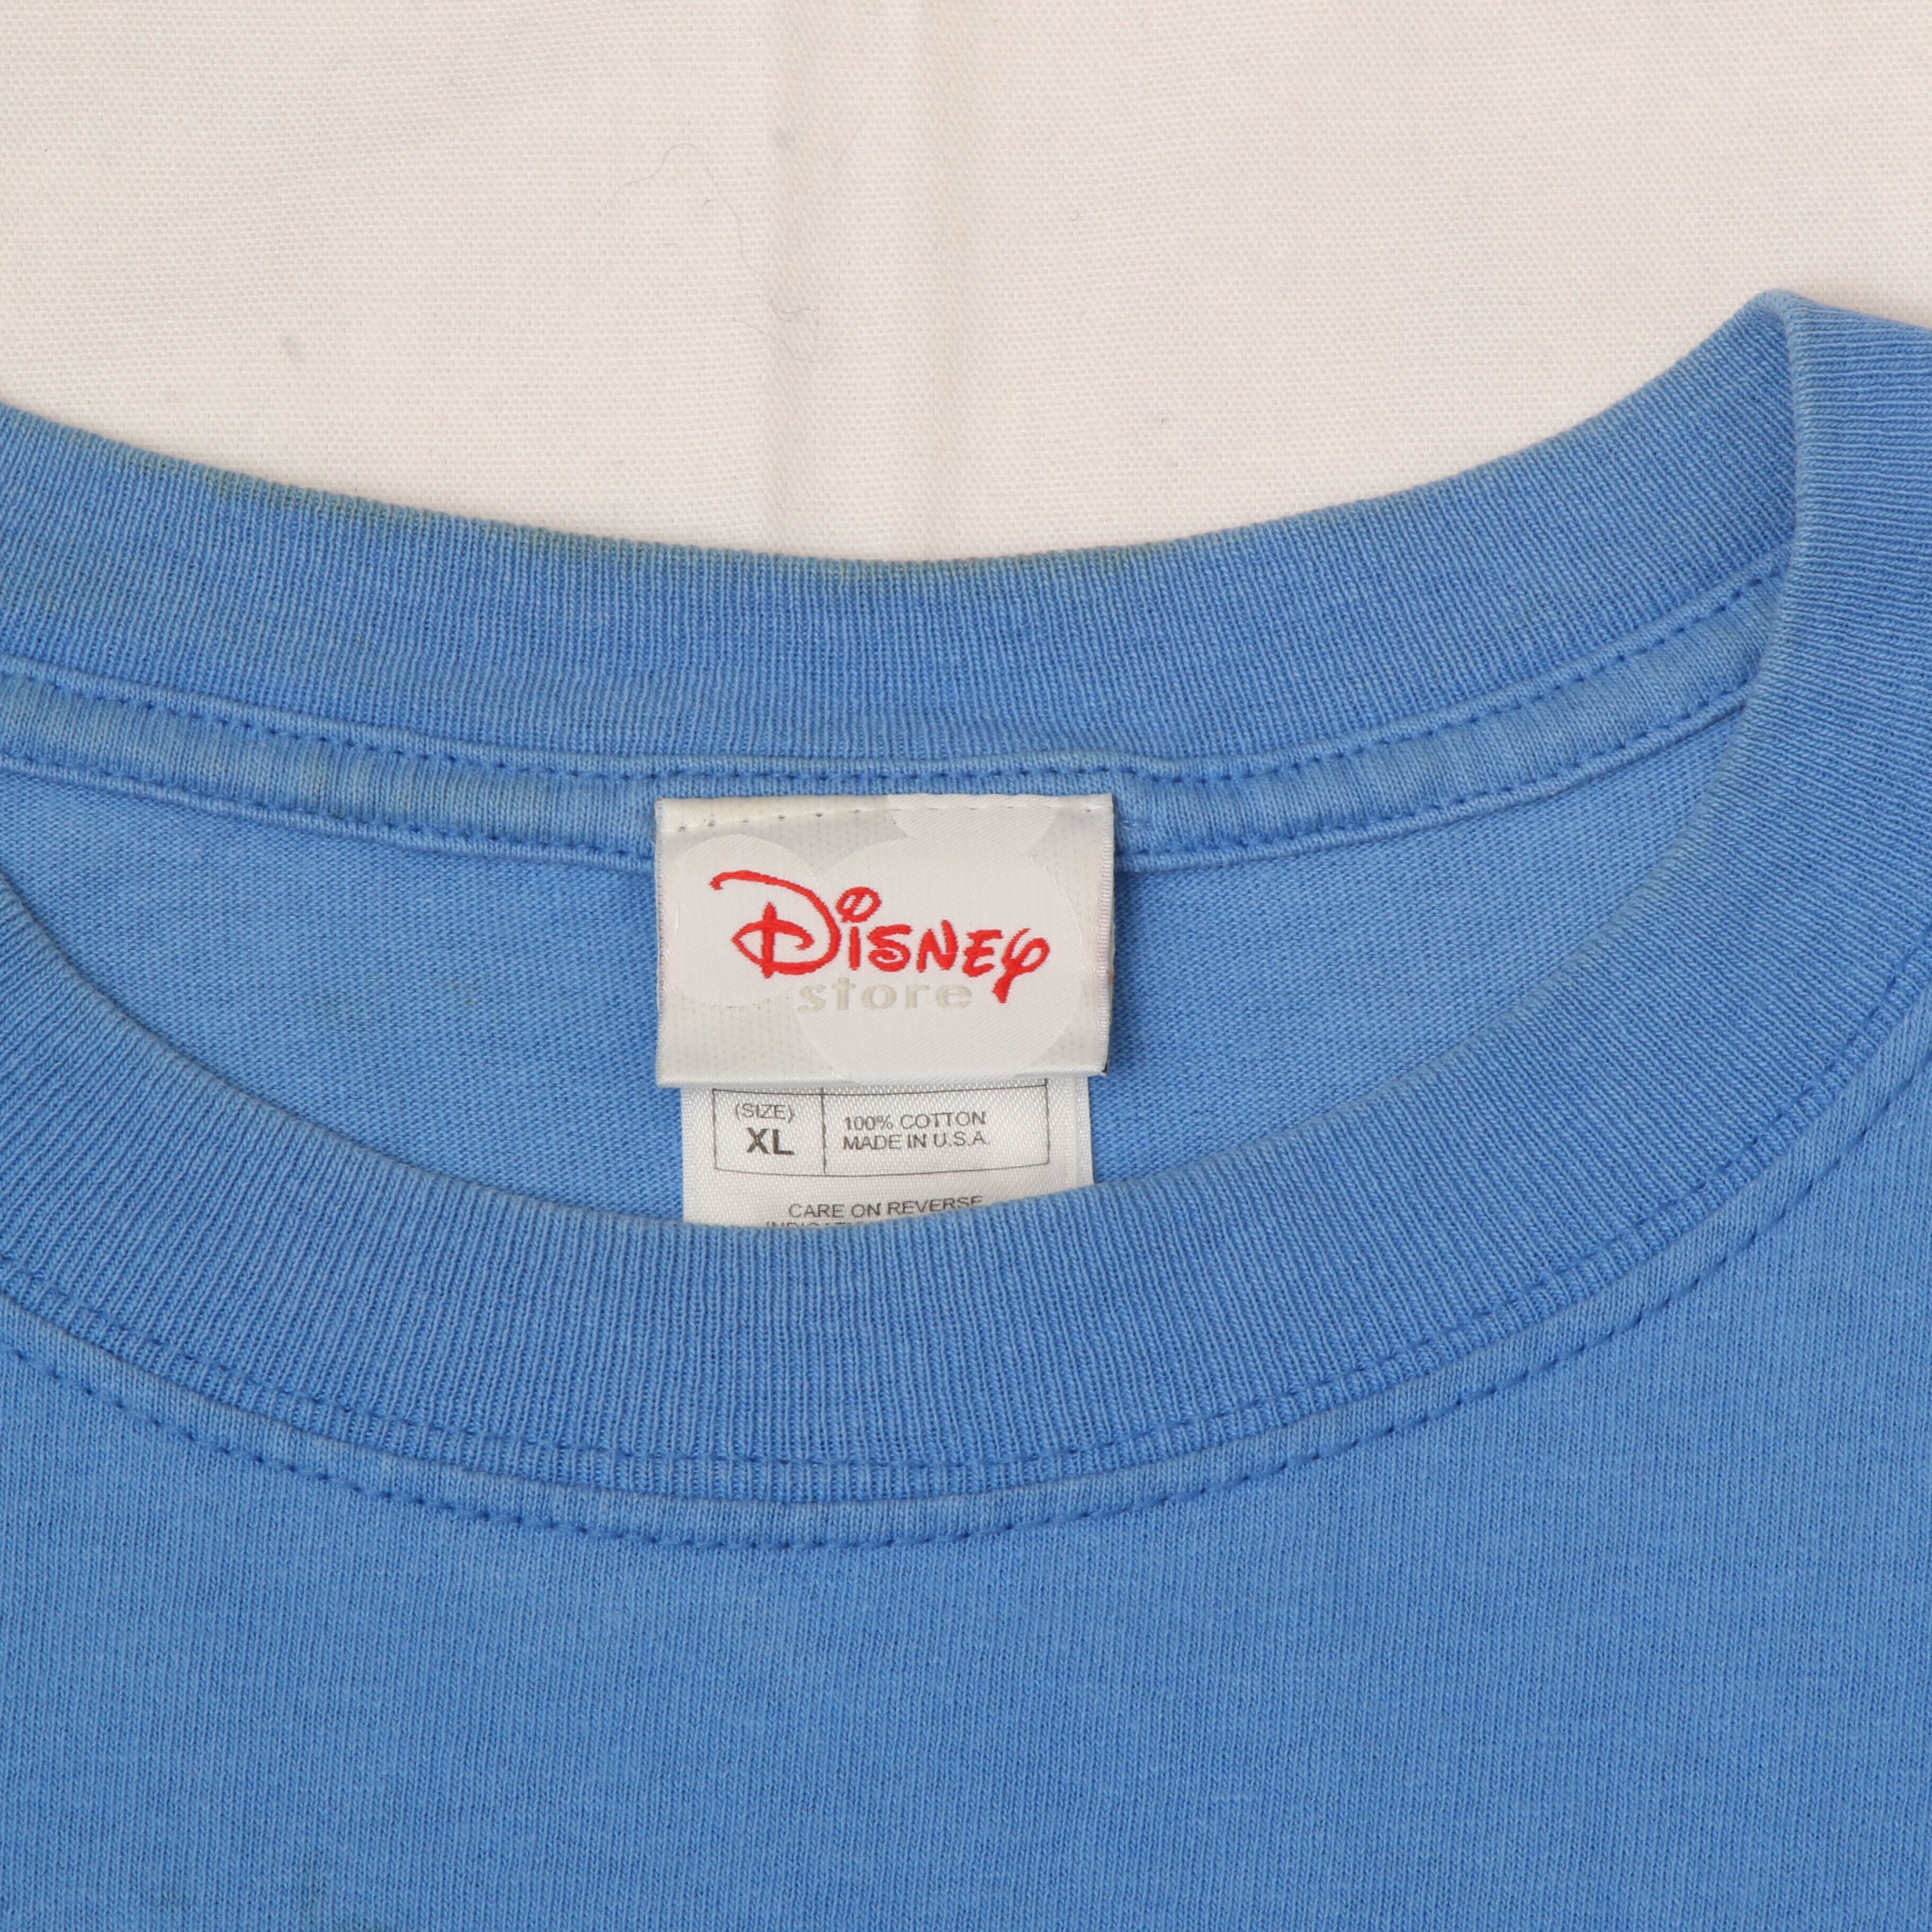 Disney
store
(SIZE)
XL
100% COTTON
MADE IN U.S.A.
CARE ON REVERSE